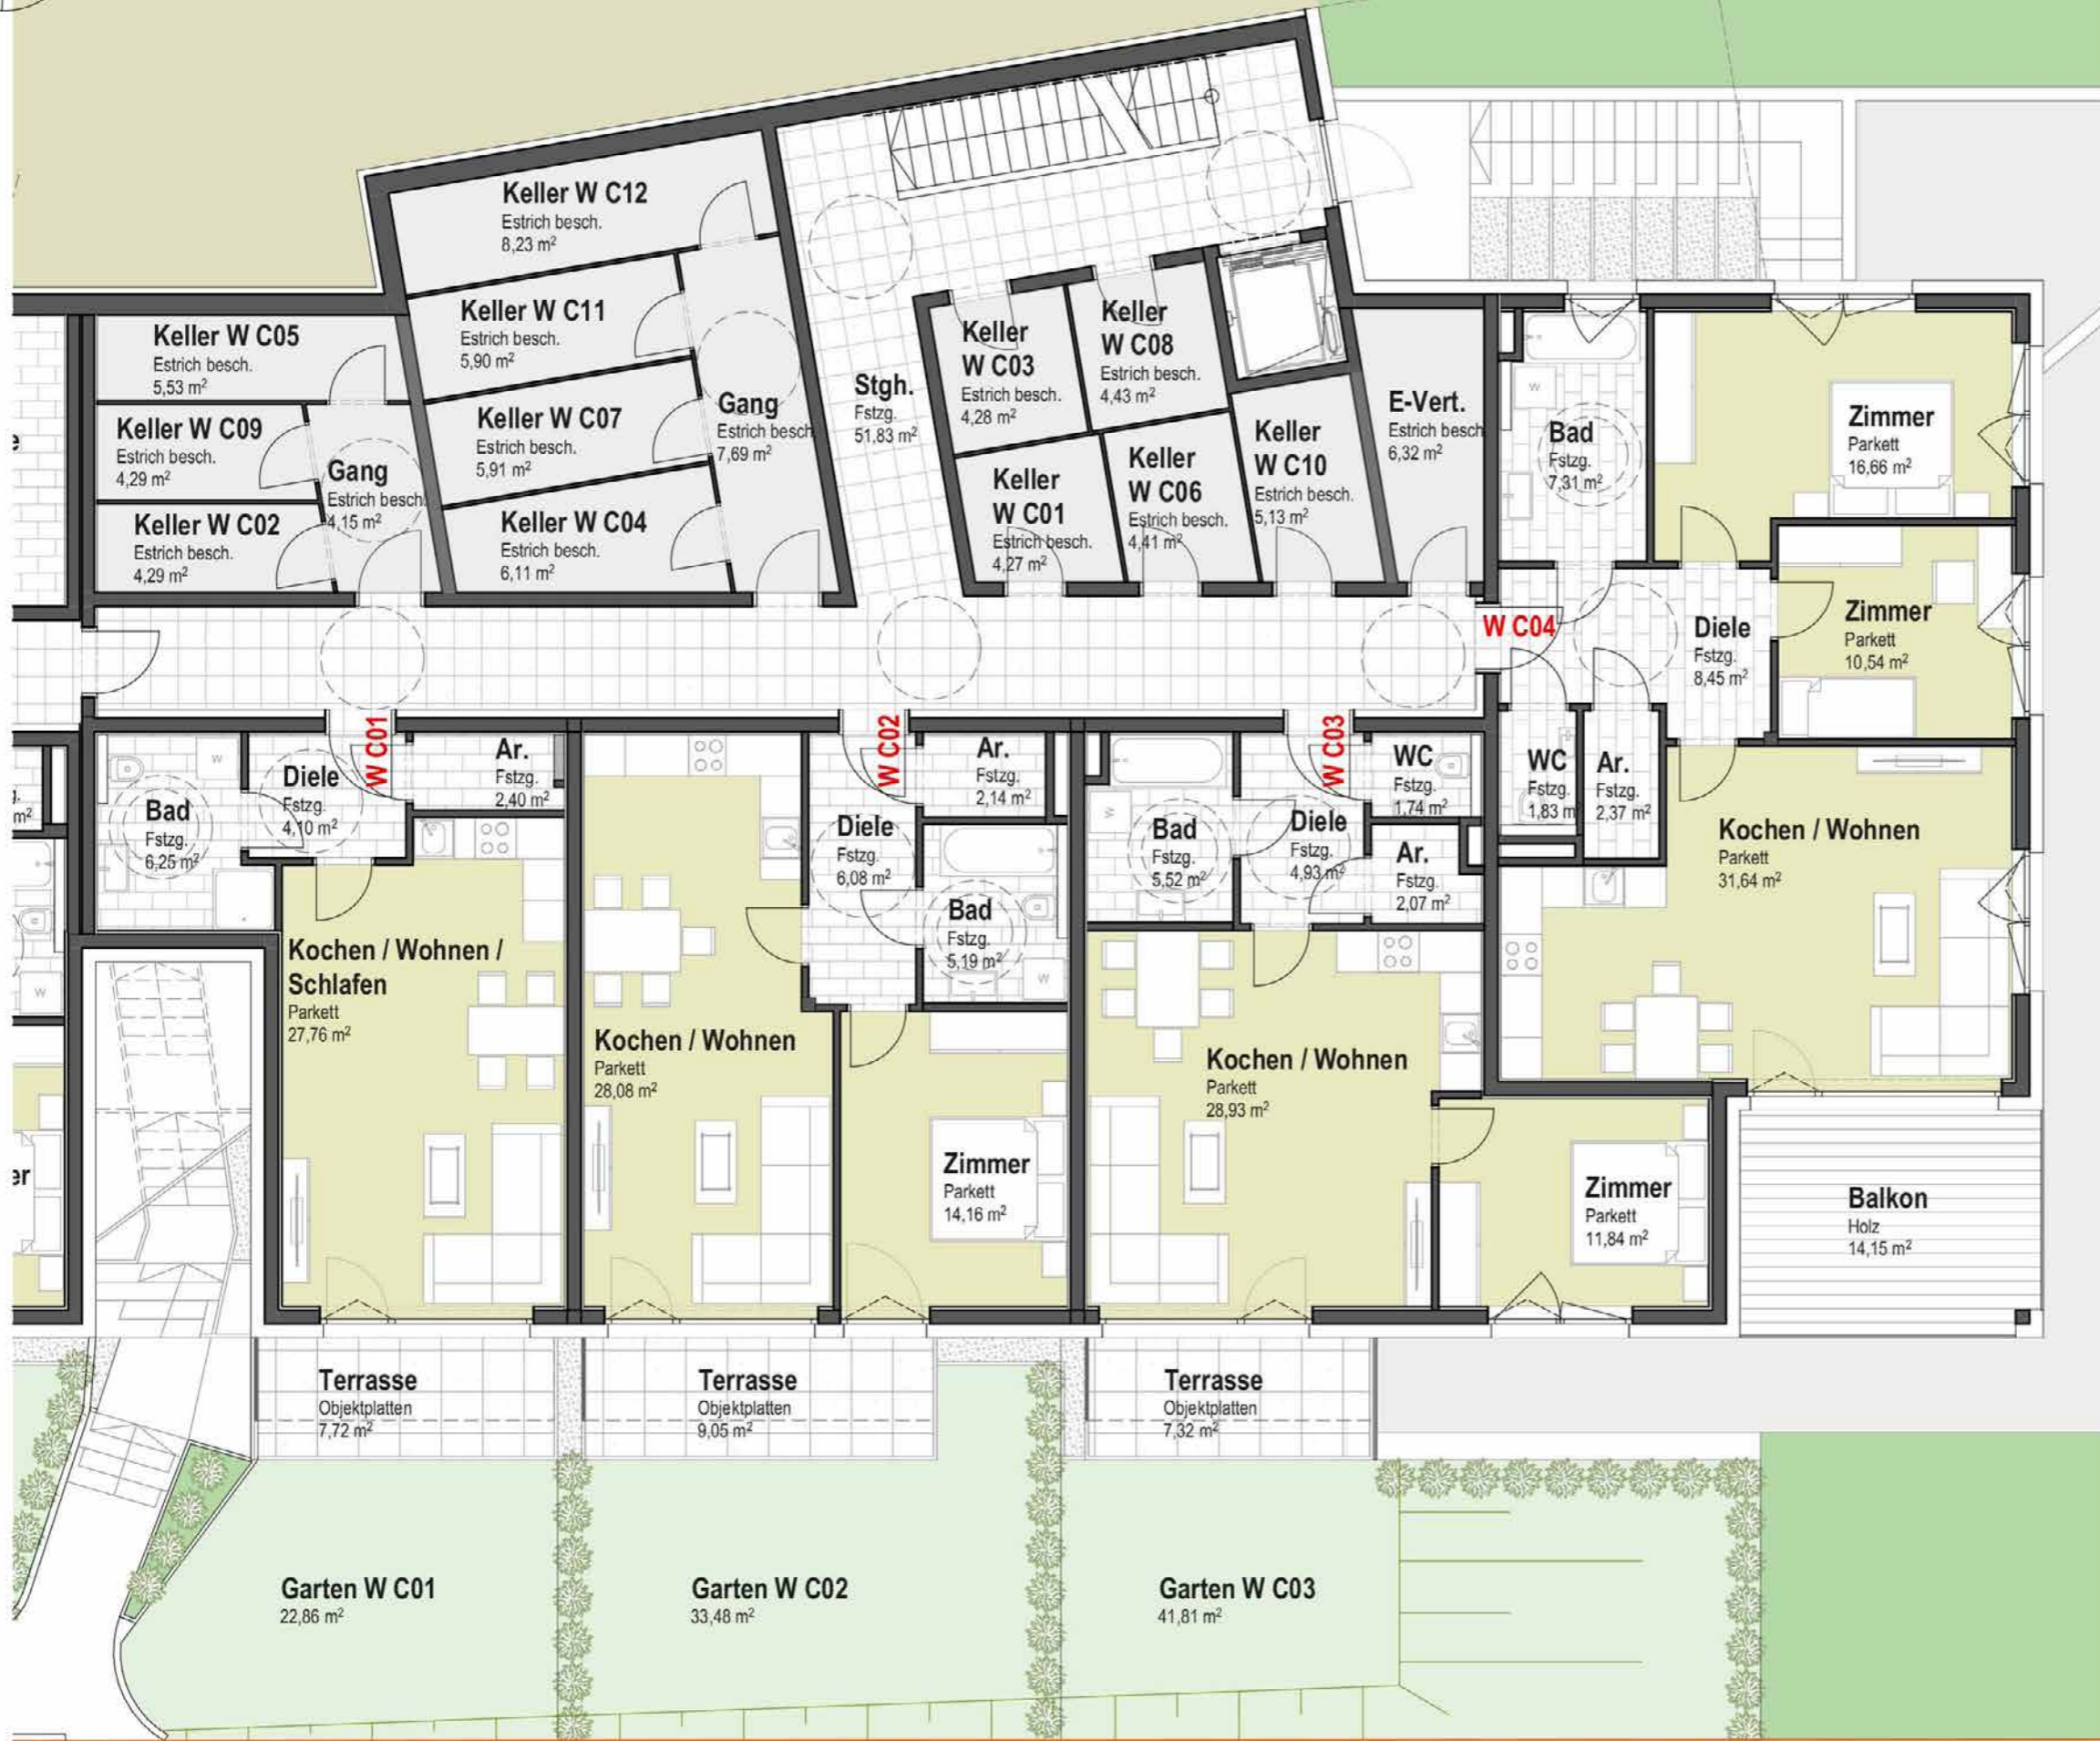 Keller W C12
Estrich besch.
8,23 m²
Keller W C11
Estrich besch.
5,90 m²
Keller W C05
Estrich besch.
5,53 m²
Keller W C09
Estrich besch.
4,29 m²
Keller W C02
Estrich besch.
4,29 m²
Gang
Estrich besch.
4,15 m²
Keller W C07
Estrich besch.
5,91 m²
Keller W C04
Estrich besch.
6,11 m²
Gang
Estrich besch
7,69 m²
Stgh.
Fstzg.
51,83 m²
Keller
W C03
Estrich besch.
4,28 m²
Keller
W C08
Estrich besch.
4,43 m²
Keller
W C01
Estrich besch.
4,27 m²
Keller
W C06
Estrich besch.
4,41 m²
Keller
W C10
Estrich besch.
5,13 m²
E-Vert.
Estrich besch
6,32 m²
W
Bad
Fstzg.
7,31 m²
Zimmer
Parkett
16,66 m²
Zimmer
Parkett
10,54 m²
W C04
Diele
Fstzg.
8,45 m²
WC
Fstzg.
1,83 m
Ar.
Fstzg.
2,37 m²
Kochen / Wohnen
Parkett
31,64 m²
Balkon
Holz
14,15 m²
e
m²
W
er
W C01
W
Bad
Fstzg.
6,25 m²
Diele
Fstzg.
4,10 m²
Ar.
Fstzg.
2,40 m²
Kochen / Wohnen /
Schlafen
Parkett
27,76 m²
W C02
Ar.
Fstzg.
2,14 m²
Diele
Fstzg.
6,08 m²
Bad
Fstzg.
5,19 m²
W
Kochen / Wohnen
Parkett
28,08 m²
Zimmer
Parkett
14,16 m²
W C03
WC
Fstzg.
1,74 m²
W
Bad
Fstzg.
5,52 m²
Diele
Fstzg.
4,93 m²
Ar.
Fstzg.
2,07 m²
Kochen / Wohnen
Parkett
28,93 m²
Zimmer
Parkett
11,84 m²
Terrasse
Objektplatten
7,72 m²
Terrasse
Objektplatten
9,05 m²
Terrasse
Objektplatten
7,32 m²
Garten W C01
22,86 m²
Garten W C02
33,48 m²
Garten W C03
41,81 m²